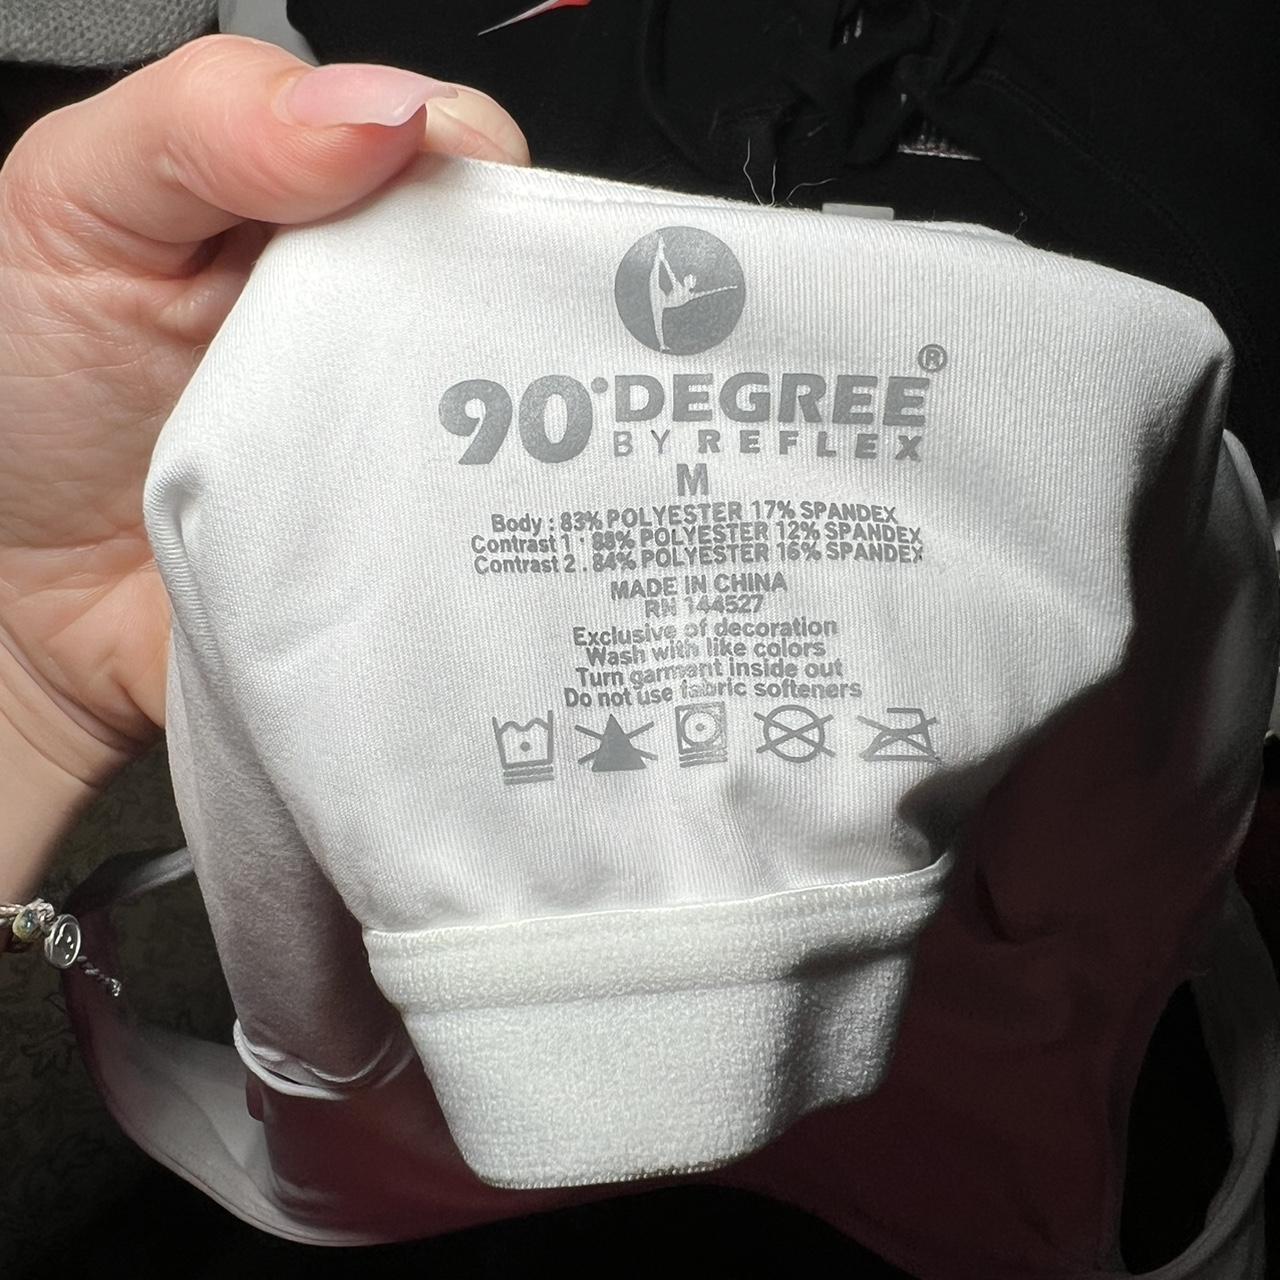 90° DEGREE®
BY REFLEX
M
Body : 83% POLYESTER 17% SPANDEX
Contrast 1 : 88% POLYESTER 12% SPANDEX
Contrast 2 . 84% POLYESTER 16% SPANDEX
MADE IN CHINA
RN 144527
Exclusive of decoration
Wash with like colors
Turn garment inside out
Do not use fabric softeners